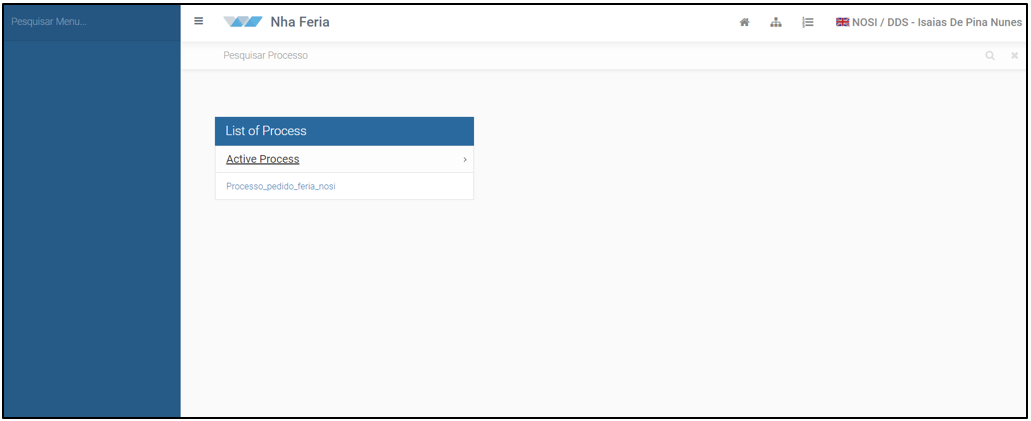 Pesquisar Menu...
Nha Feria
NOSI / DDS - Isaias De Pina Nunes
Pesquisar Processo
List of Process
Active Process
Processo_pedido_feria_nosi